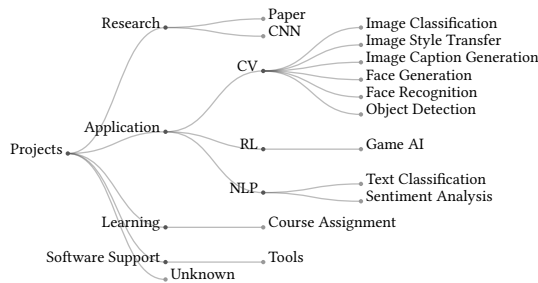 Projects
Research
Paper
CNN
Application
CV
Image Classification
Image Style Transfer
Image Caption Generation
Face Generation
Face Recognition
Object Detection
RL
Game AI
NLP
Text Classification
Sentiment Analysis
Learning
Course Assignment
Software Support
Tools
Unknown